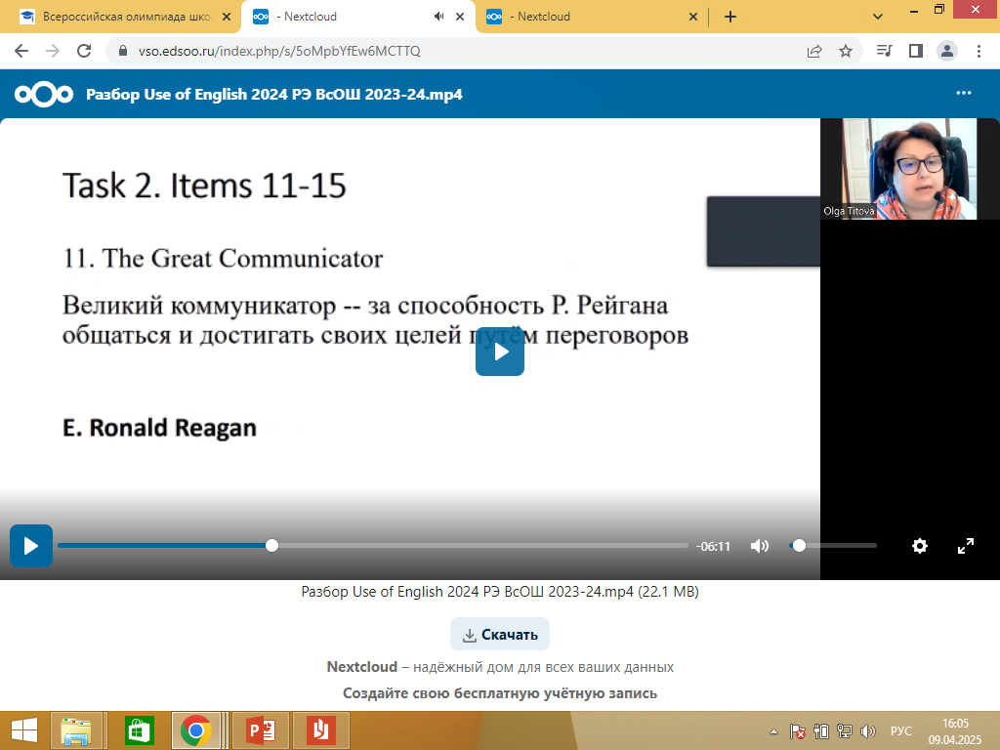 Всероссийская олимпиада шко
- Nextcloud
- Nextcloud
vso.edsoo.ru/index.php/s/5oMpbYfEw6MCTTQ
Разбор Use of English 2024 РЭ ВсОШ 2023-24.mp4
Task 2. Items 11-15
Olga Titova
11. The Great Communicator
Великий коммуникатор -- за способность Р. Рейгана
общаться и достигать своих целей путём переговоров
E. Ronald Reagan
-06:11
Разбор Use of English 2024 РЭ ВсОШ 2023-24.mp4 (22.1 MB)
Скачать
Nextcloud – надёжный дом для всех ваших данных
Создайте свою бесплатную учётную запись
РУС
16:05
09.04.2025